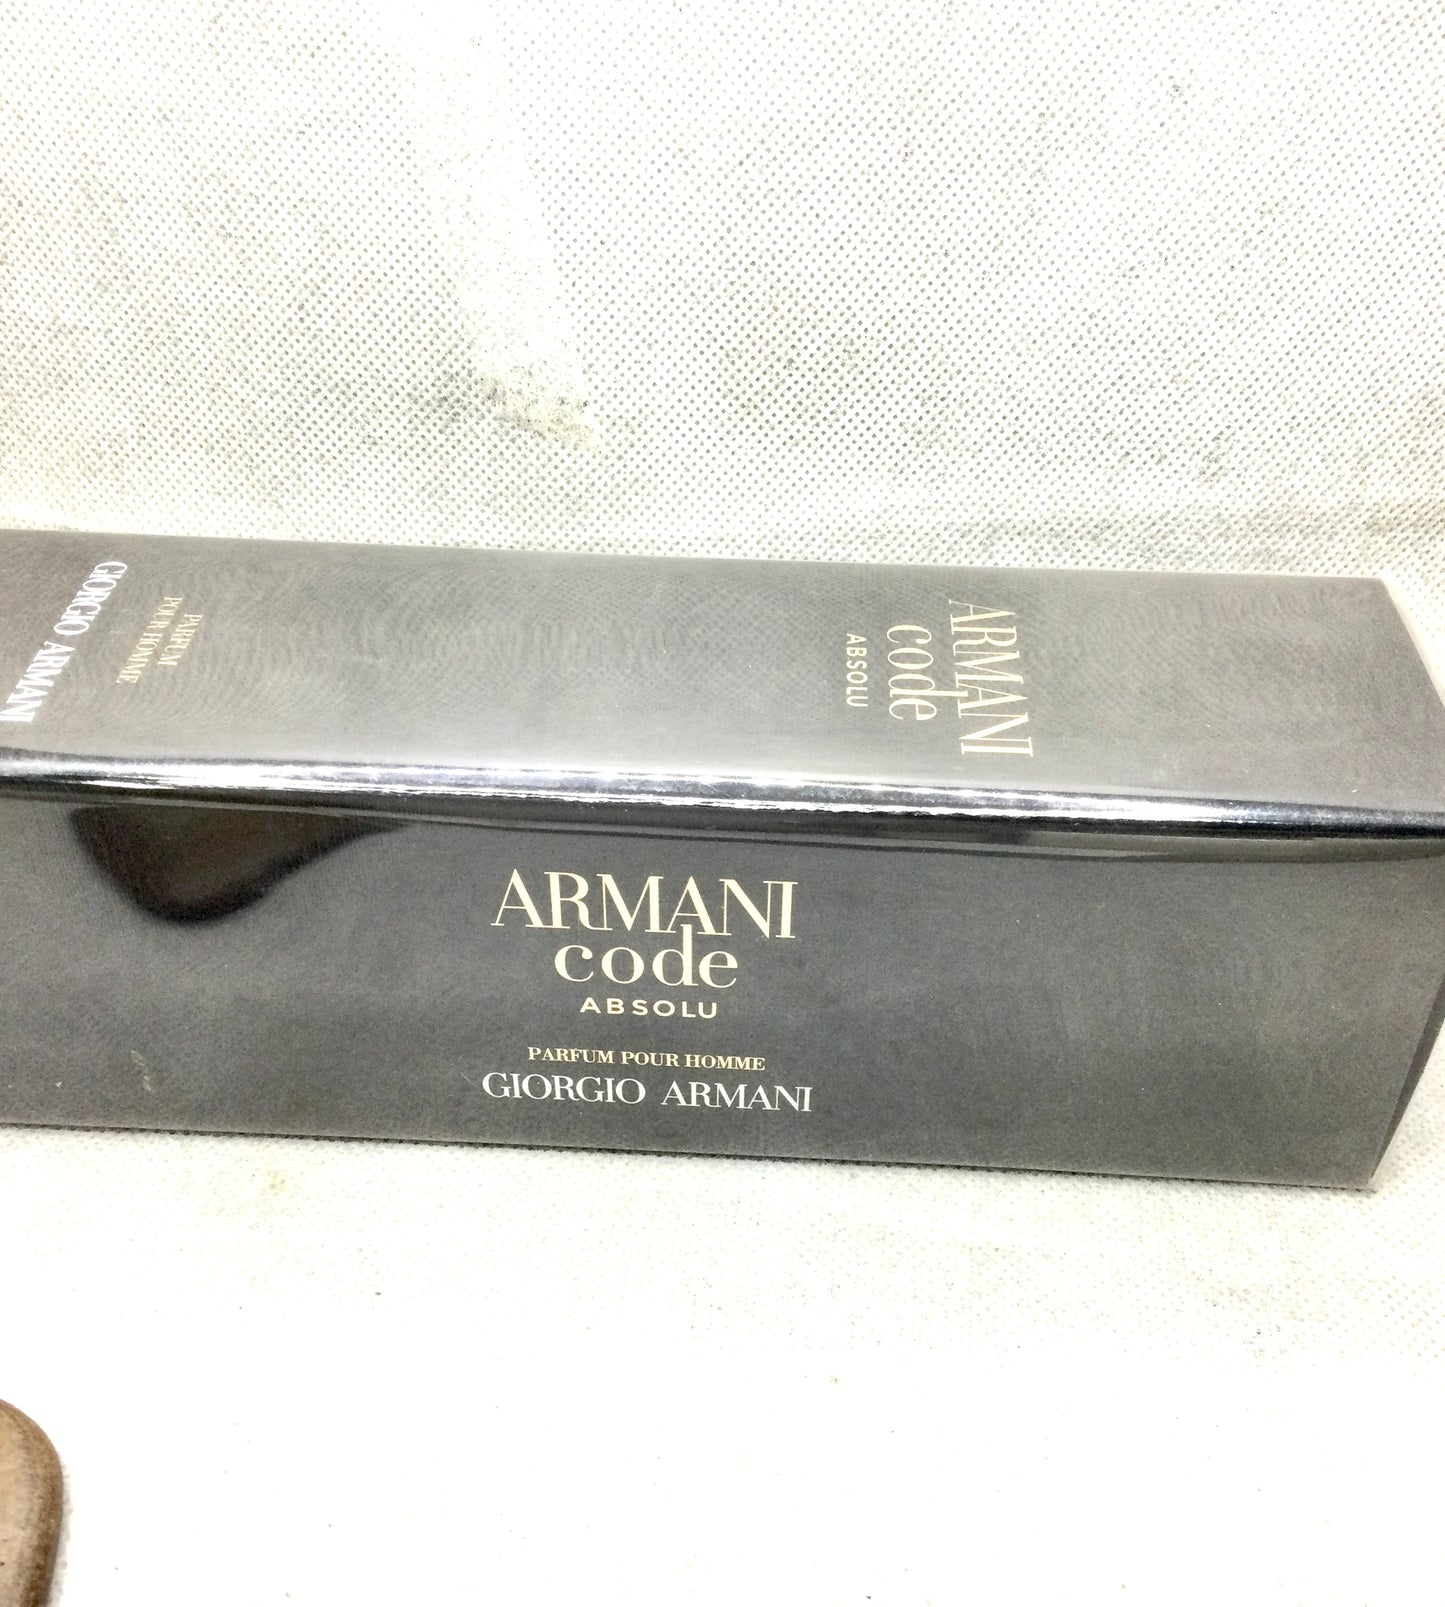 ARMANI
code
ABSOLU
PARFUM
POUR HOMME
GIORGIO ARMANI
ARMANI
code
ABSOLU
PARFUM POUR HOMME
GIORGIO ARMANI